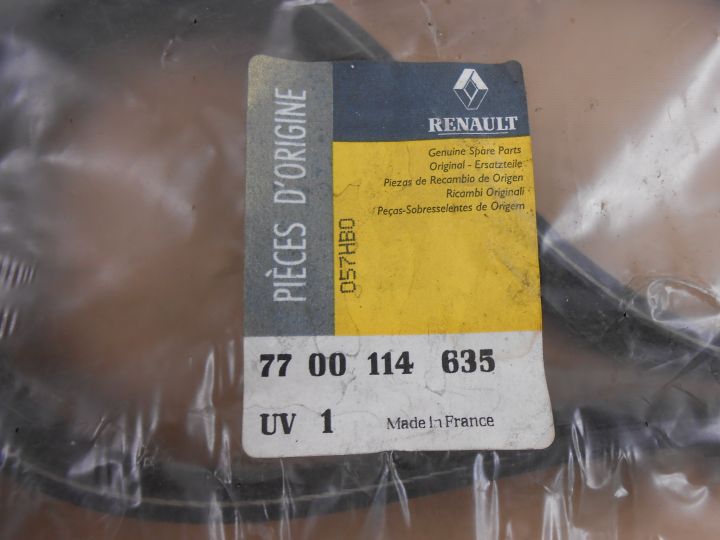 PIÈCES D'ORIGINE
RENAULT
Genuine Spare Parts
Original - Ersatzteile
Piezas de Recambio de Origen
Ricambi Originali
Peças-Sobresselentes de Origem
057HBO
77 00 114 635
UV 1 Made in France